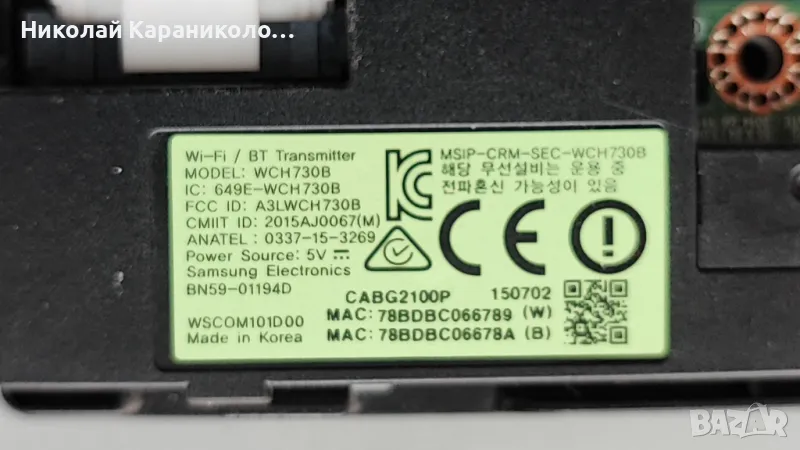 Николай Караниколо...
Wi-Fi / BT Transmitter
MODEL: WCH730B
IC: 649E-WCH730B
FCC ID: A3LWCH730B
CMIIT ID: 2015AJ0067(M)
ANATEL : 0337-15-3269
Power Source: 5V
Samsung Electronics
BN59-01194D
WSCOM101D00
Made in Korea
MSIP-CRM-SEC-WCH730B
해당 무선설비는 운용 중
전파혼신 가능성이 있음
CE
CABG2100P 150702
MAC: 78BDBC066789 (W)
MAC: 78BDBC06678A (B)
BAZAR